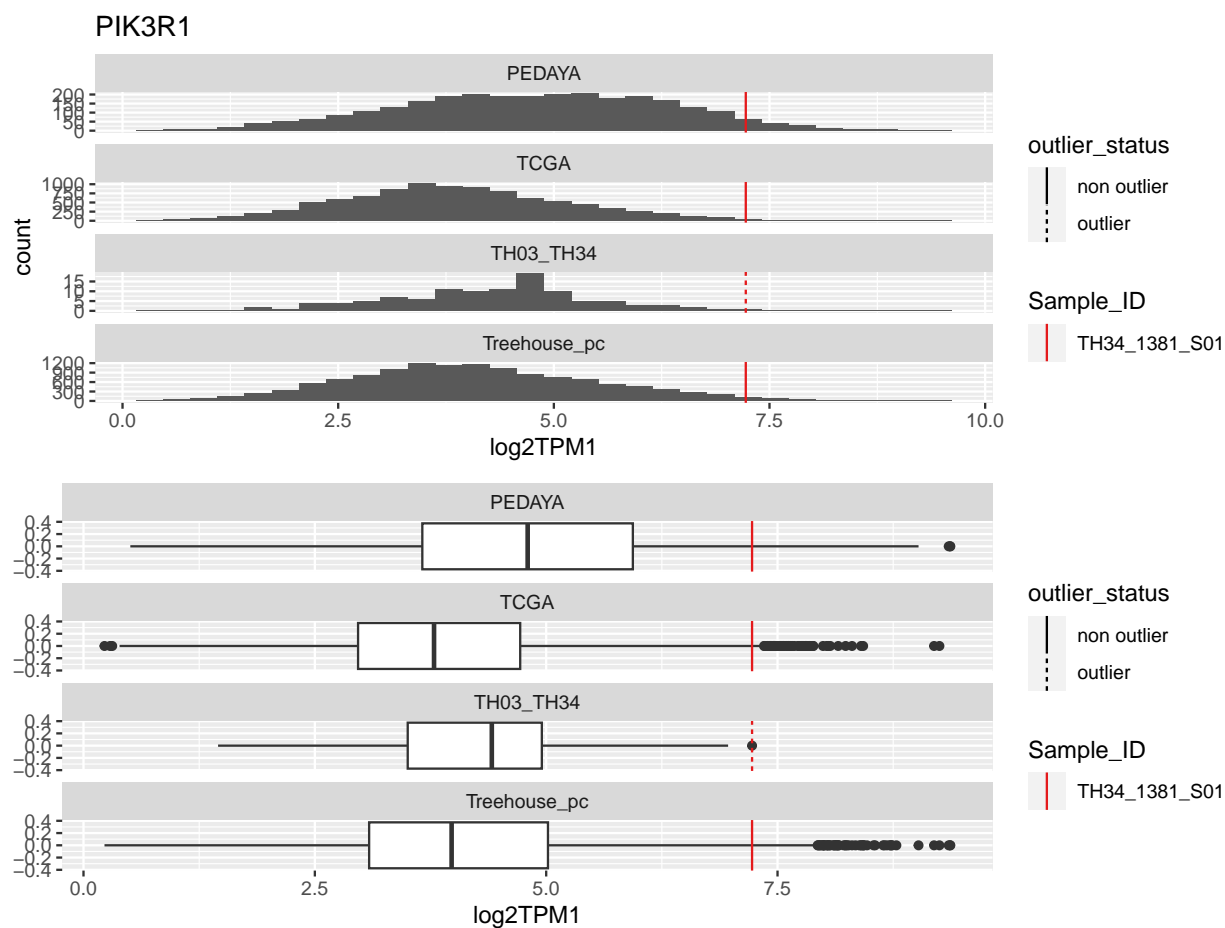 PIK3R1
PEDAYA
200
150
100
50
0
TCGA
1000
750
500
250
0
TH03_TH34
15
10
5
0
Treehouse_pc
1200
900
600
300
0
0.0 2.5 5.0 7.5 10.0
log2TPM1
count
outlier_status
non outlier
outlier
Sample_ID
TH34_1381_S01
PEDAYA
0.4
0.2
0.0
−0.2
−0.4
TCGA
0.4
0.2
0.0
−0.2
−0.4
TH03_TH34
0.4
0.2
0.0
−0.2
−0.4
Treehouse_pc
0.4
0.2
0.0
−0.2
−0.4
0.0 2.5 5.0 7.5
log2TPM1
outlier_status
non outlier
outlier
Sample_ID
TH34_1381_S01